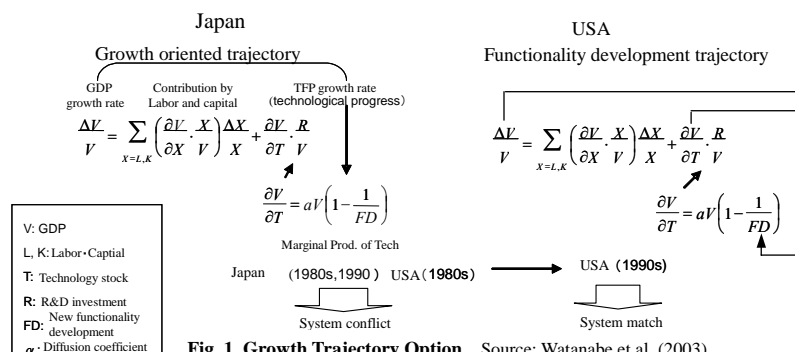 Japan
Growth oriented trajectory
GDP growth rate
Contribution by Labor and capital
TFP growth rate (technological progress)
ΔV/V = ∑ X=L,K (∂V/∂X · X/V) ΔX/X + ∂V/∂T · R/V
∂V/∂T = aV(1 − 1/FD)
Marginal Prod. of Tech
USA
Functionality development trajectory
ΔV/V = ∑ X=L,K (∂V/∂X · X/V) ΔX/X + ∂V/∂T · R/V
∂V/∂T = aV(1 − 1/FD)
Japan (1980s,1990) USA(1980s)
USA (1990s)
System conflict
System match
V: GDP
L, K: Labor・Captial
T: Technology stock
R: R&D investment
FD: New functionality development
α: Diffusion coefficient
Fig. 1 Growth Trajectory Option Source: Watanabe et al. (2003)